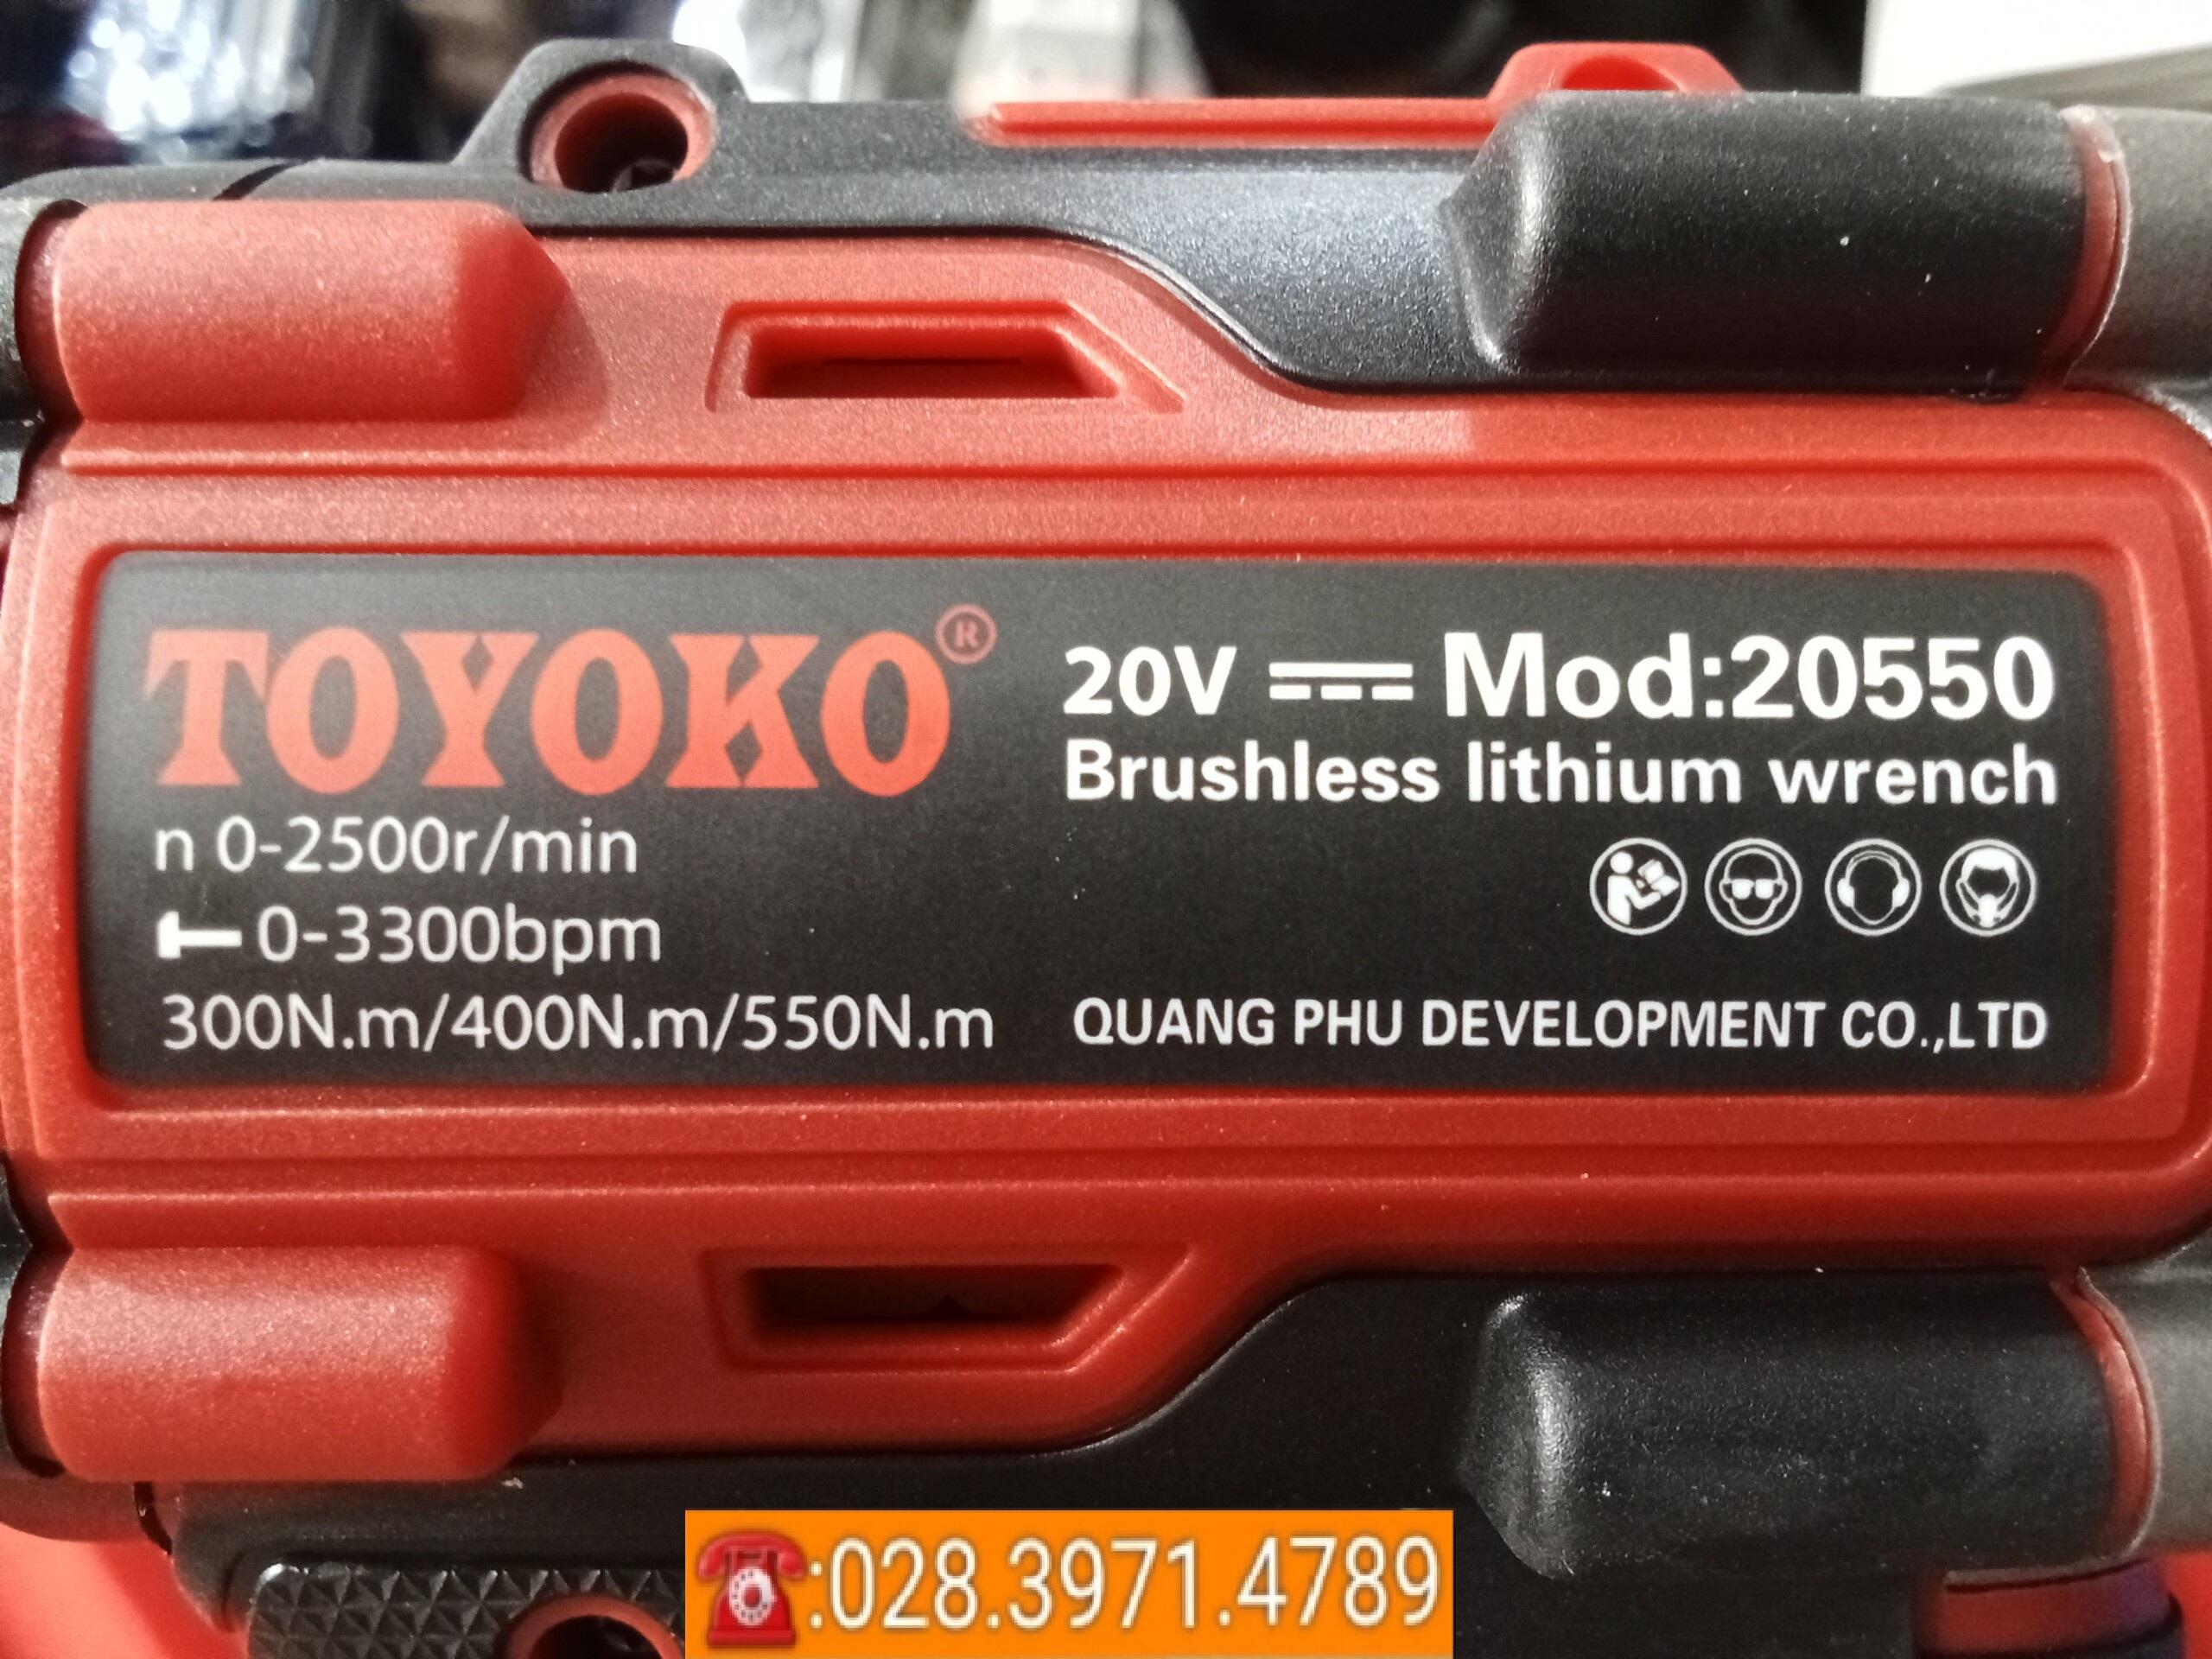 TOYOKO®
n 0-2500r/min
0-3300bpm
300N.m/400N.m/550N.m
20V Mod:20550
Brushless lithium wrench
QUANG PHU DEVELOPMENT CO.,LTD
☎:028.3971.4789